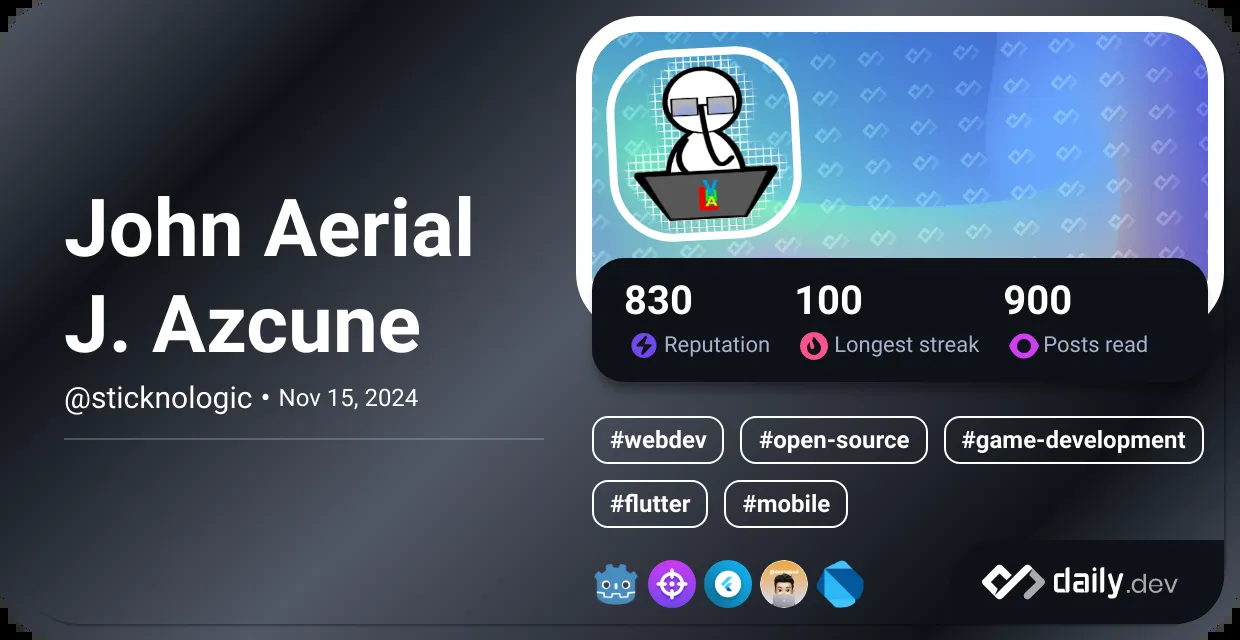 John Aerial
J. Azcune
@sticknologic • Nov 15, 2024
VLA
830 100 900
Reputation Longest streak Posts read
#webdev #open-source #game-development
#flutter #mobile
daily.dev